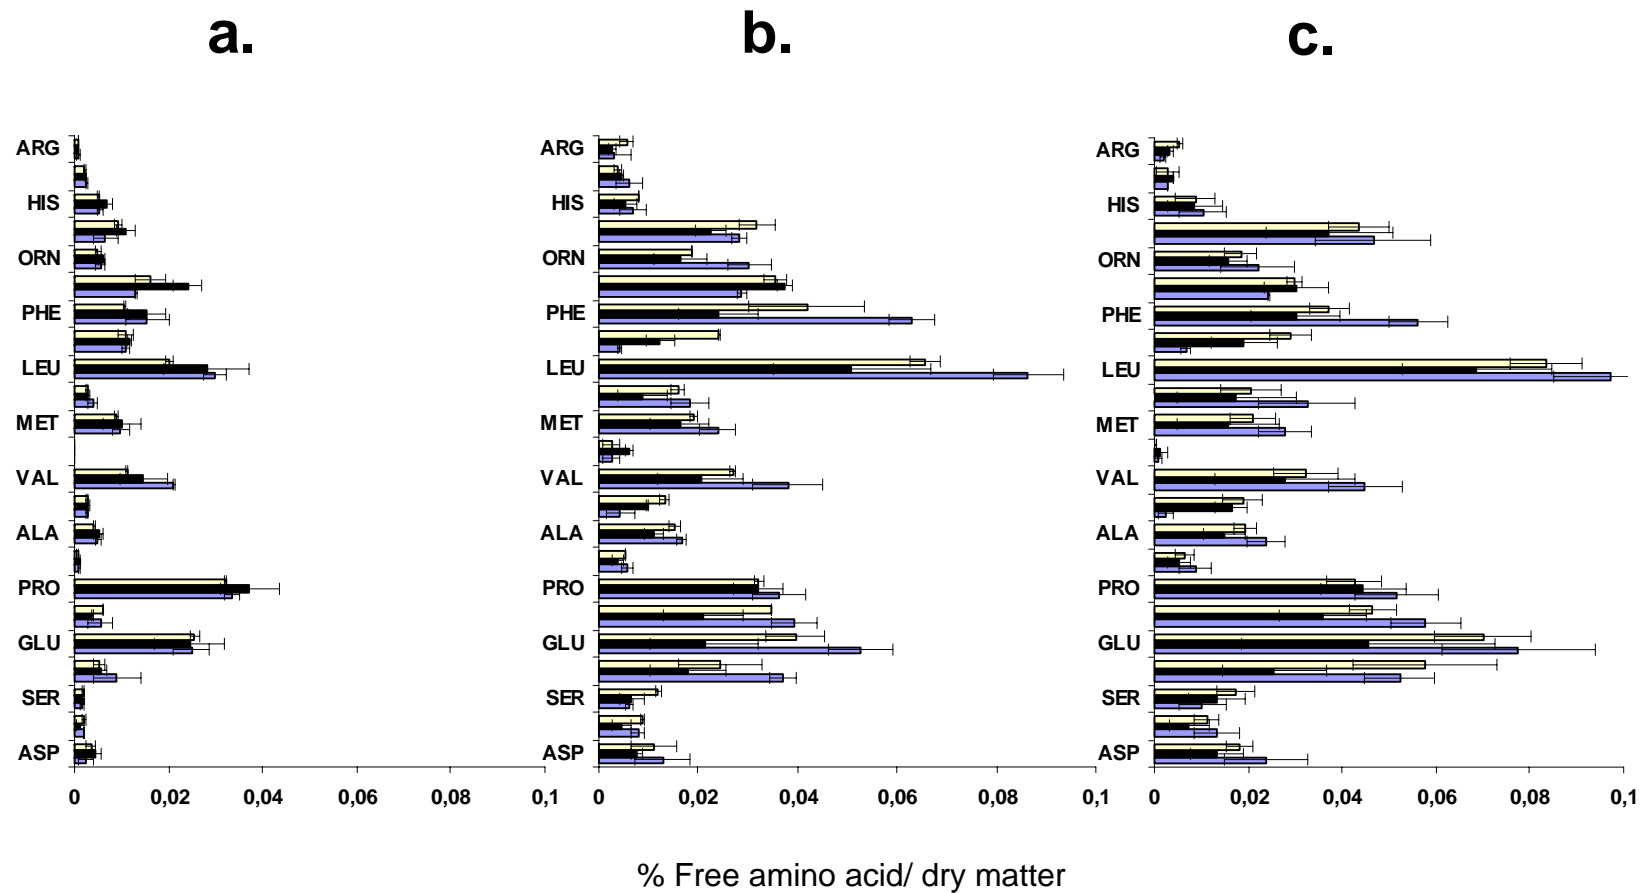 a.
b.
c.
ARG
HIS
ORN
PHE
LEU
MET
VAL
ALA
PRO
GLU
SER
ASP
0 0,02 0,04 0,06 0,08 0,1
ARG
HIS
ORN
PHE
LEU
MET
VAL
ALA
PRO
GLU
SER
ASP
0 0,02 0,04 0,06 0,08 0,1
ARG
HIS
ORN
PHE
LEU
MET
VAL
ALA
PRO
GLU
SER
ASP
0 0,02 0,04 0,06 0,08 0,1
% Free amino acid/ dry matter